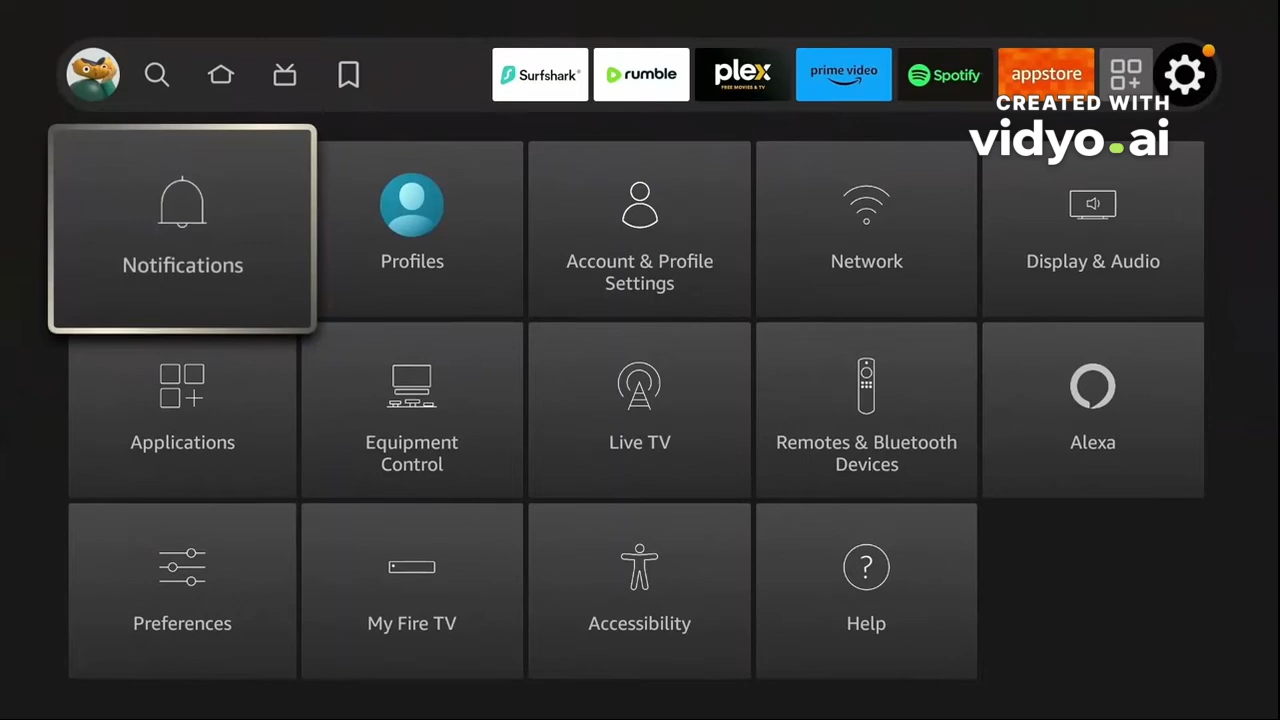 Surfshark
rumble
plex
FREE MOVIES & TV
prime video
Spotify
appstore
CREATED WITH
vidyo.ai
Notifications
Profiles
Account & Profile
Settings
Network
Display & Audio
Applications
Equipment
Control
Live TV
Remotes & Bluetooth
Devices
Alexa
Preferences
My Fire TV
Accessibility
?
Help